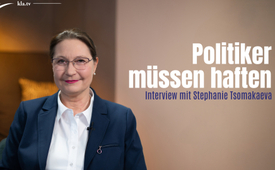 kla.tv
Politiker
müssen haften
Interview mit Stephanie Tsomakaeva